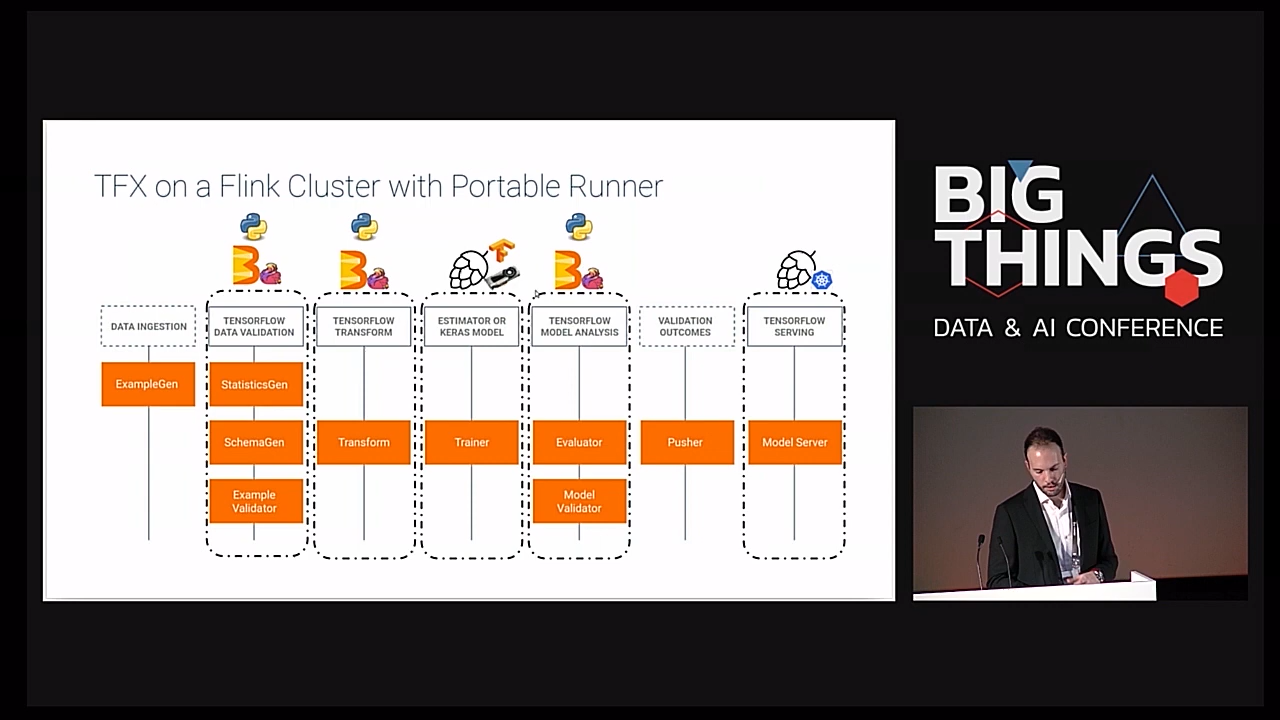 TFX on a Flink Cluster with Portable Runner
DATA INGESTION
ExampleGen
TENSORFLOW
DATA VALIDATION
StatisticsGen
SchemaGen
Example
Validator
TENSORFLOW
TRANSFORM
Transform
ESTIMATOR OR
KERAS MODEL
Trainer
TENSORFLOW
MODEL ANALYSIS
Evaluator
Model
Validator
VALIDATION
OUTCOMES
Pusher
TENSORFLOW
SERVING
Model Server
BIG
THINGS
DATA & AI CONFERENCE